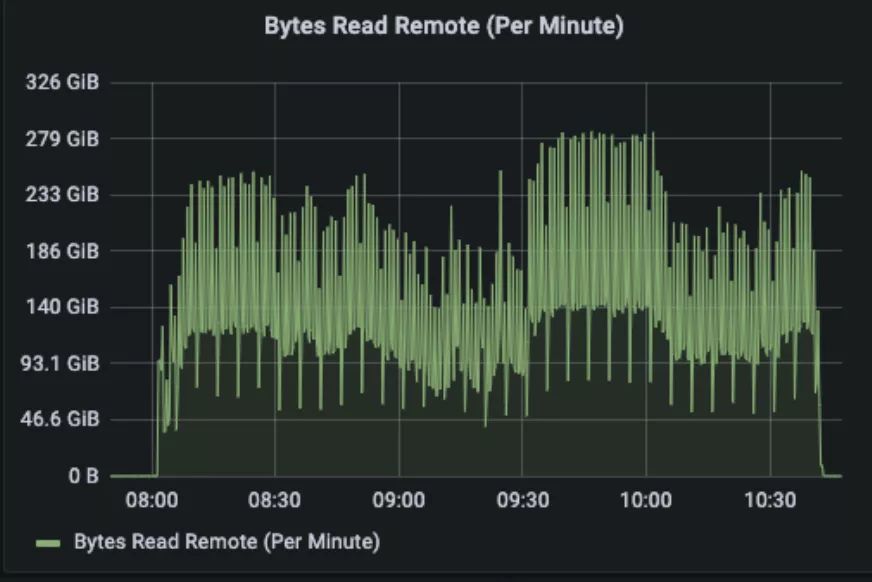 Bytes Read Remote (Per Minute)
326 GiB
279 GiB
233 GiB
186 GiB
140 GiB
93.1 GiB
46.6 GiB
0 B
08:00 08:30 09:00 09:30 10:00 10:30
Bytes Read Remote (Per Minute)